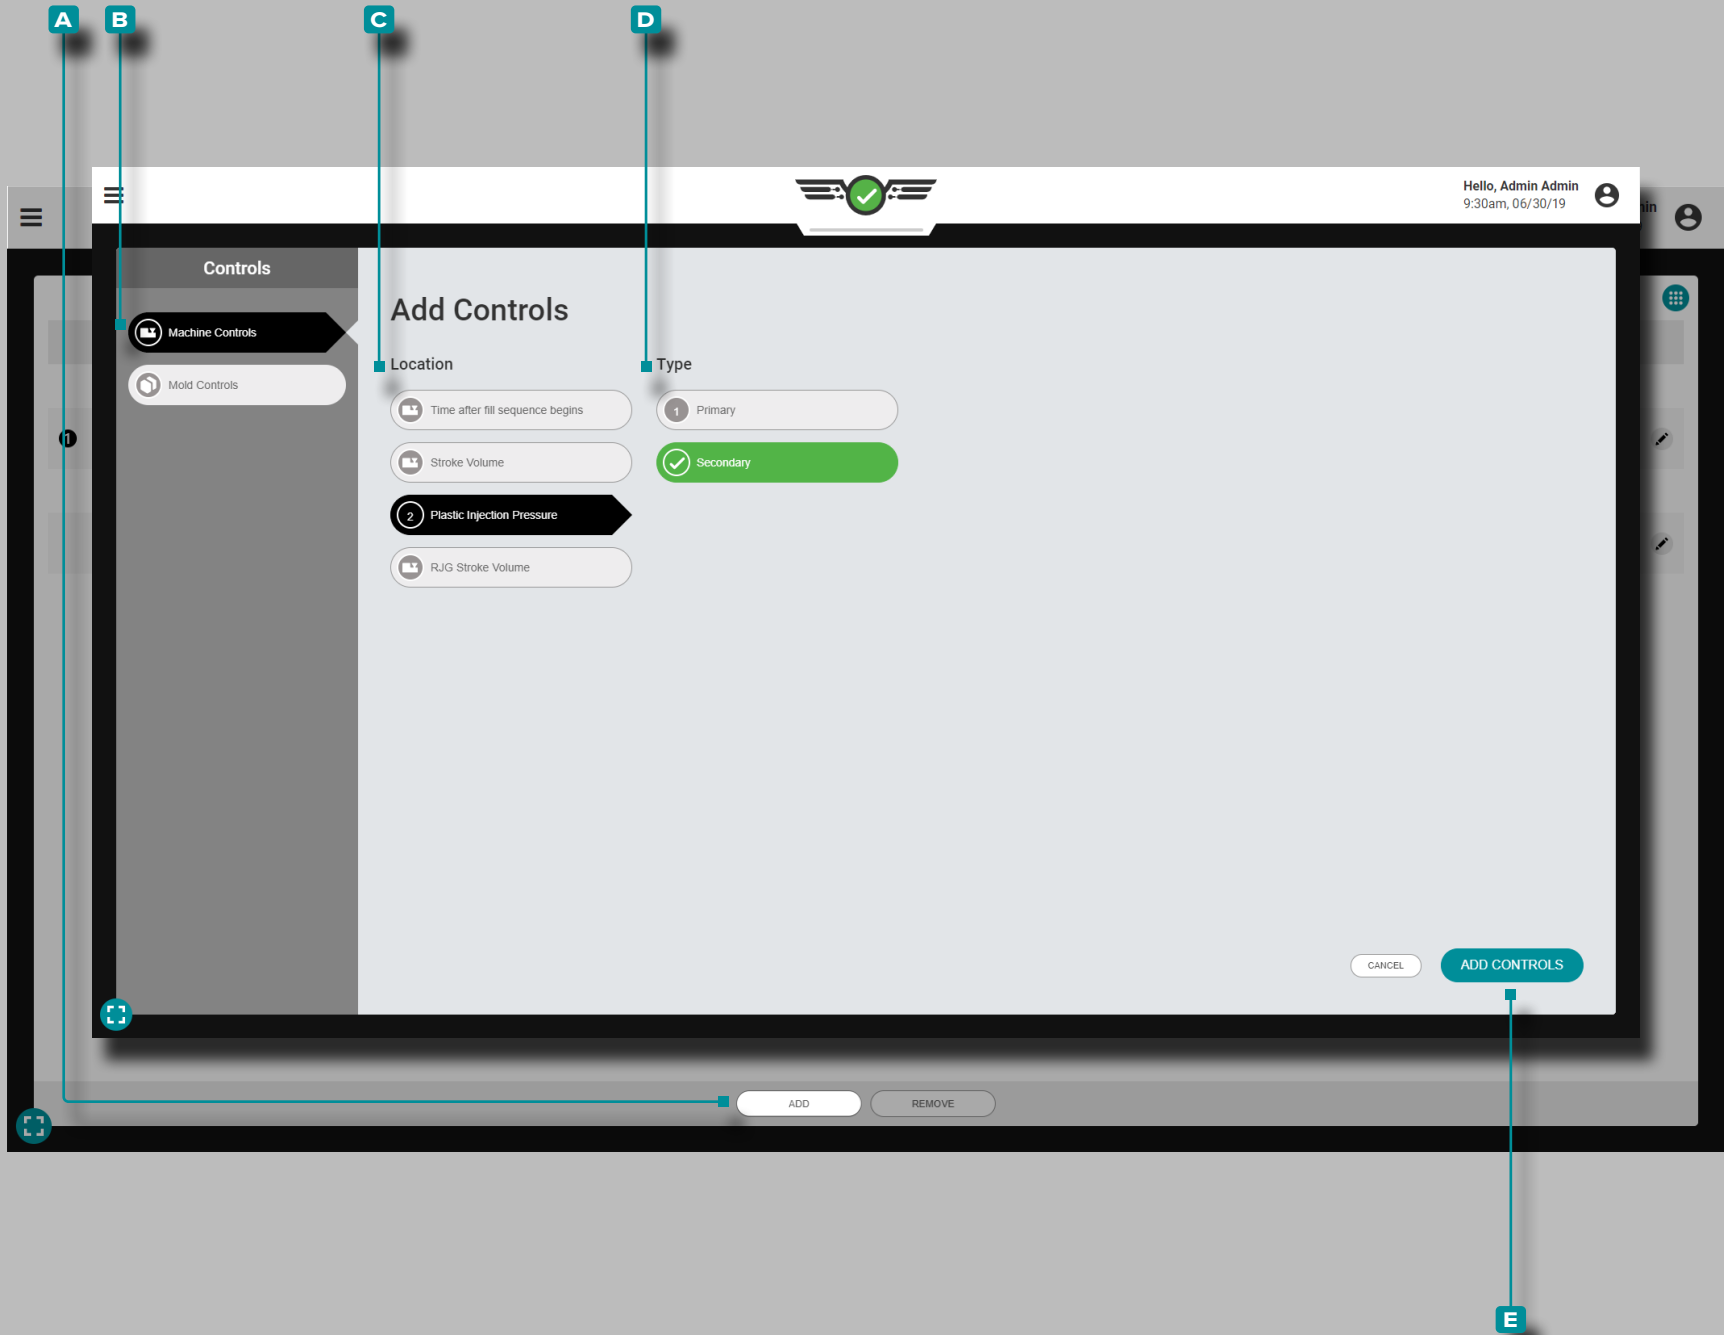 A B C D
Hello, Admin Admin
9:30am, 06/30/19
Controls
Machine Controls
Mold Controls
Add Controls
Location
Type
Time after fill sequence begins
1 Primary
Stroke Volume
Secondary
2 Plastic Injection Pressure
RJG Stroke Volume
1
CANCEL
ADD CONTROLS
ADD
REMOVE
E